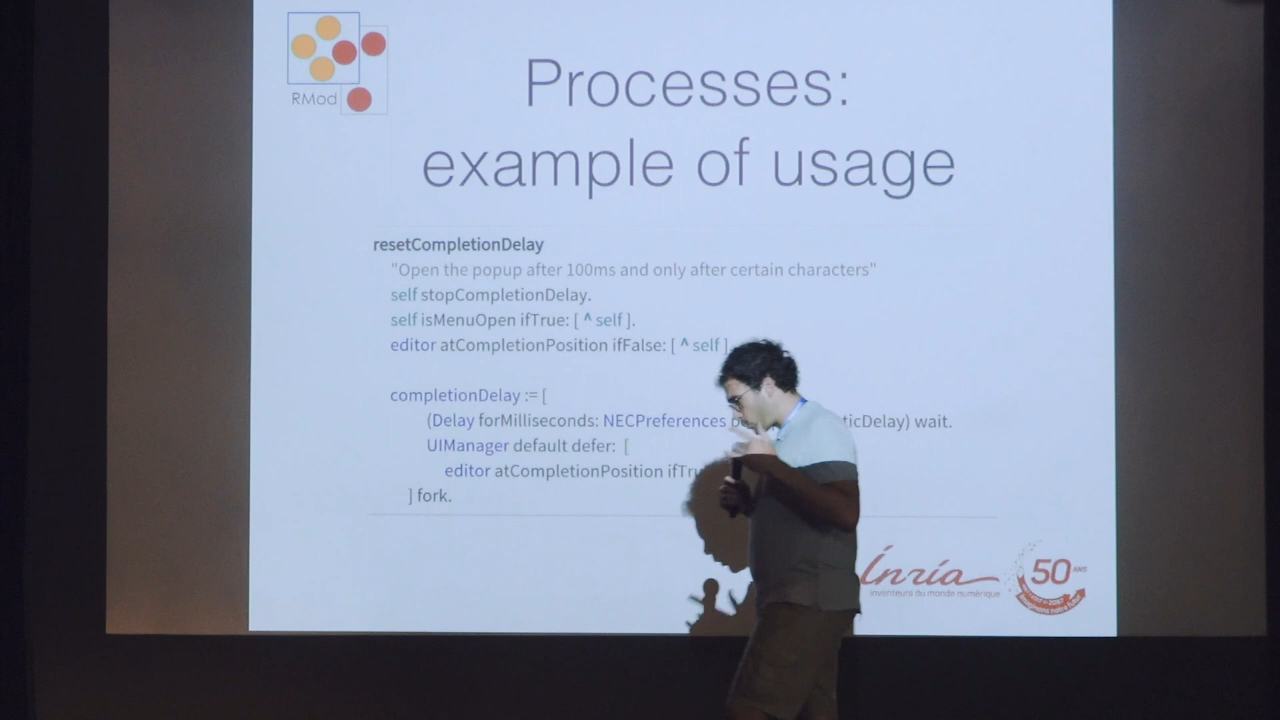 RMod
Processes:
example of usage
resetCompletionDelay
"Open the popup after 100ms and only after certain characters"
self stopCompletionDelay.
self isMenuOpen ifTrue: [ ^ self ].
editor atCompletionPosition ifFalse: [ ^ self ]
completionDelay := [
(Delay forMilliseconds: NECPreferences ticDelay) wait.
UIManager default defer: [
editor atCompletionPosition ifTru
] fork.
Inria
inventeurs du monde numérique
50 ANS